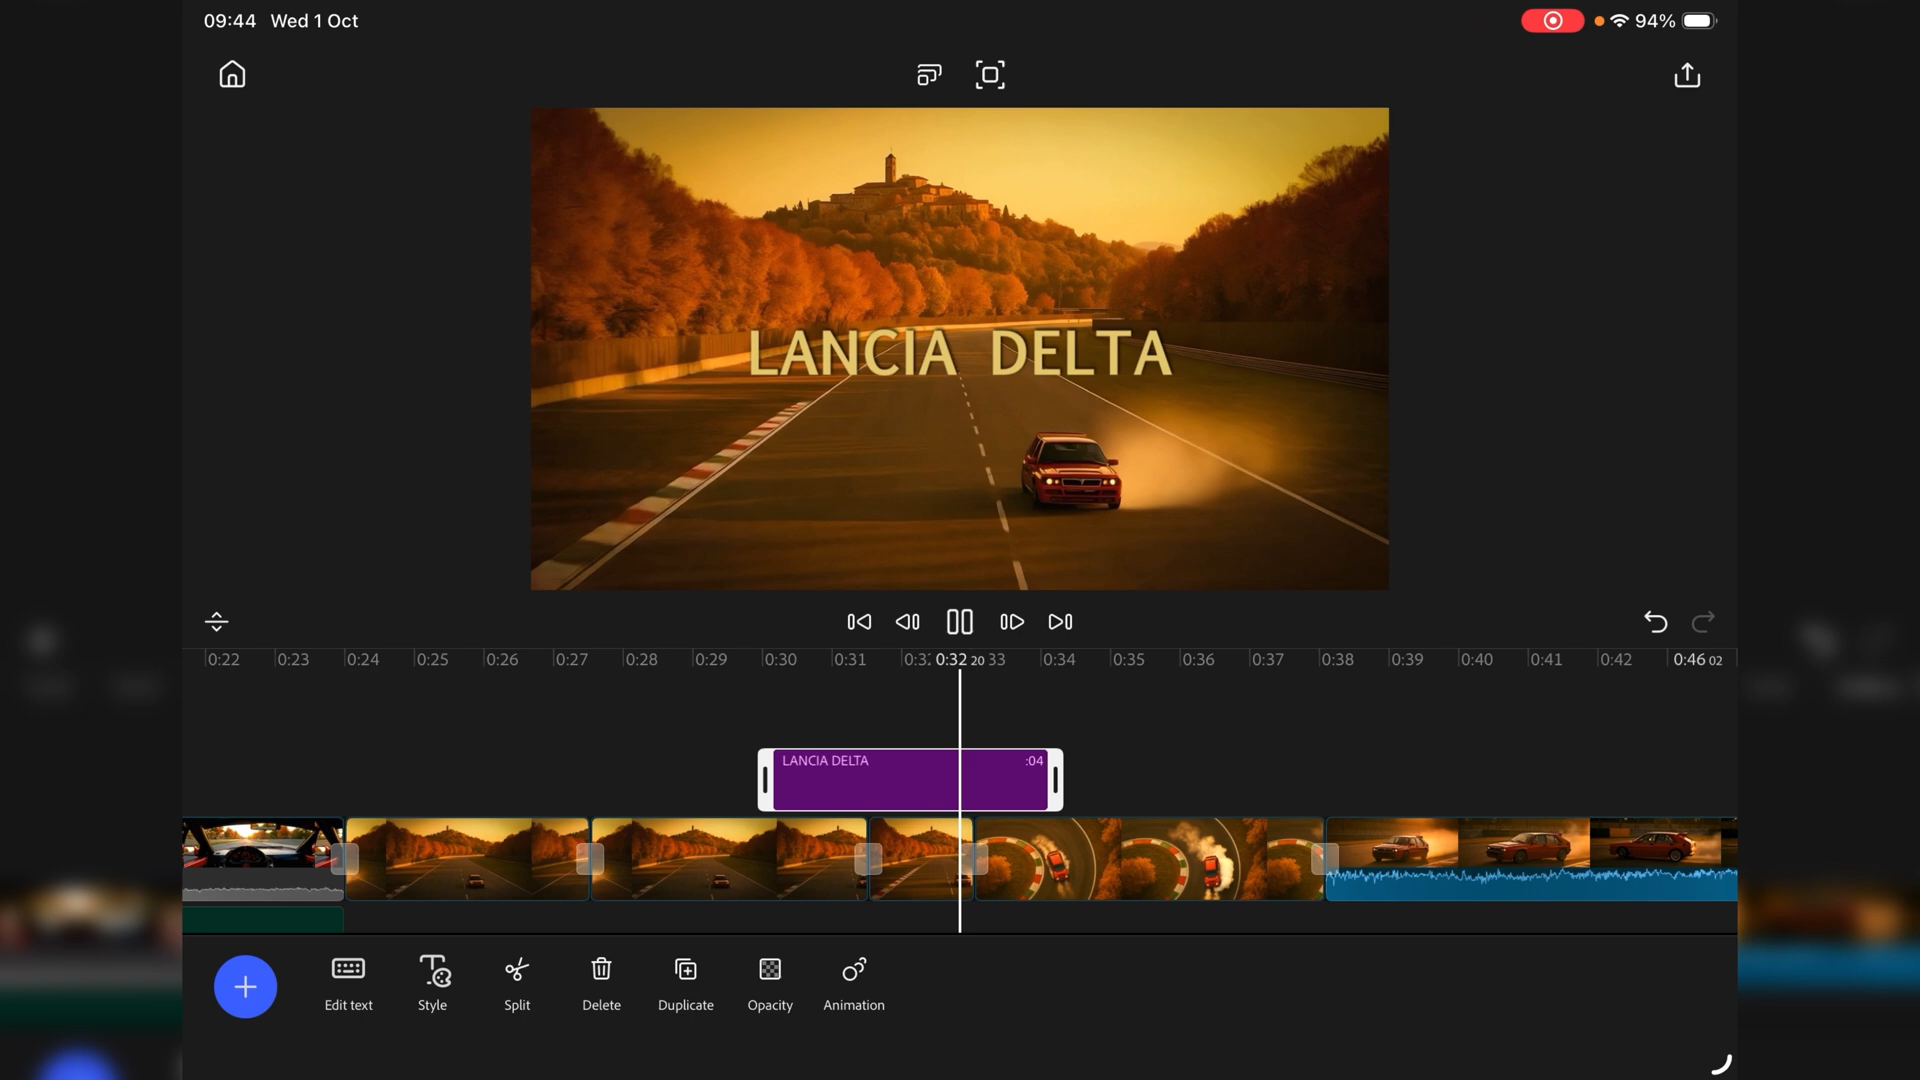 09:44 Wed 1 Oct 94%
LANCIA DELTA
0:22 0:23 0:24 0:25 0:26 0:27 0:28 0:29 0:30 0:31 0:32 20 33 0:34 0:35 0:36 0:37 0:38 0:39 0:40 0:41 0:42 0:46 02
LANCIA DELTA :04
Edit text Style Split Delete Duplicate Opacity Animation